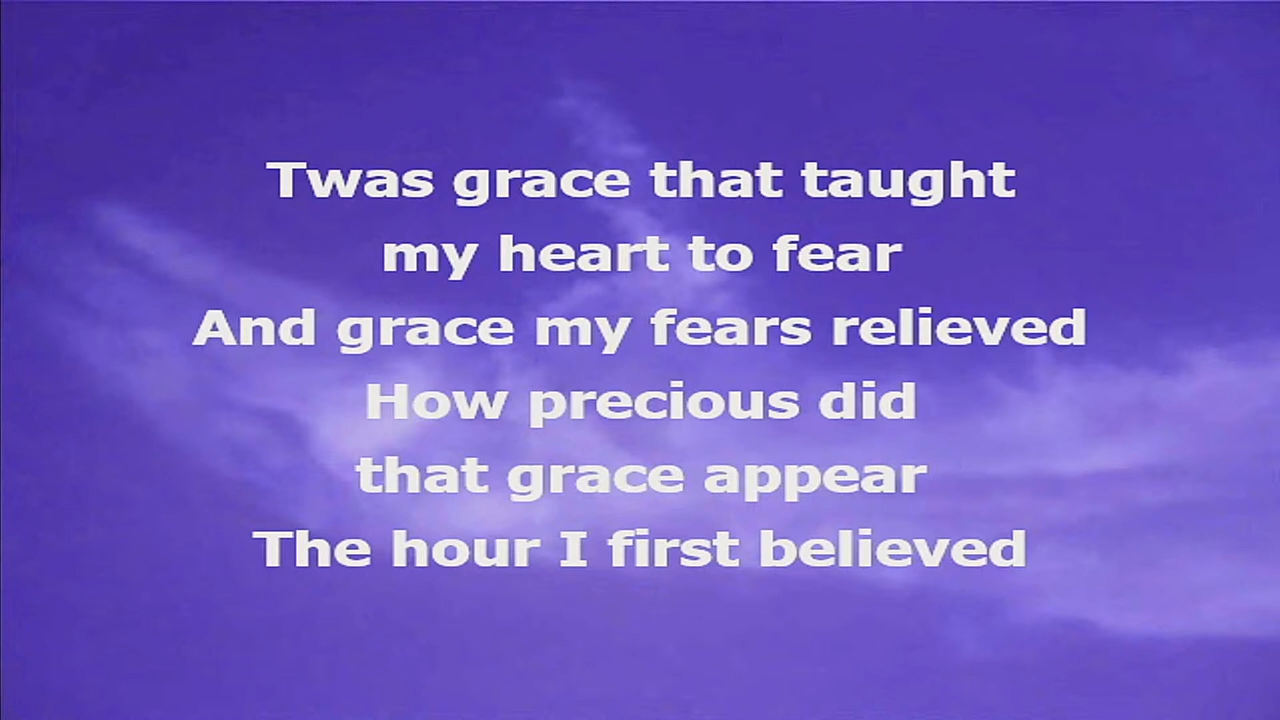 Twas grace that taught
my heart to fear
And grace my fears relieved
How precious did
that grace appear
The hour I first believed